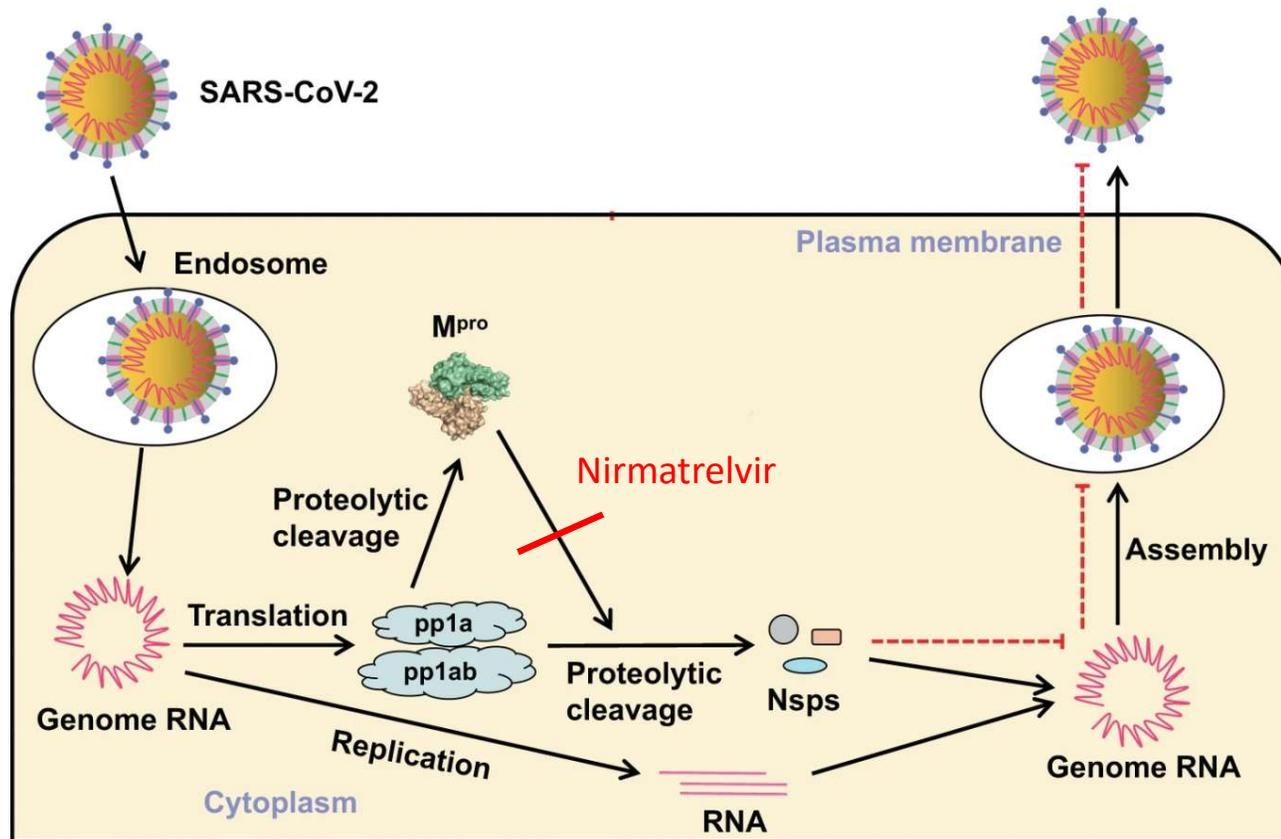 SARS-CoV-2
Plasma membrane
Endosome
Mpro
Nirmatrelvir
Proteolytic
cleavage
Assembly
Translation
pp1a
pp1ab
Proteolytic
cleavage
Nsps
Genome RNA
Replication
Genome RNA
Cytoplasm
RNA